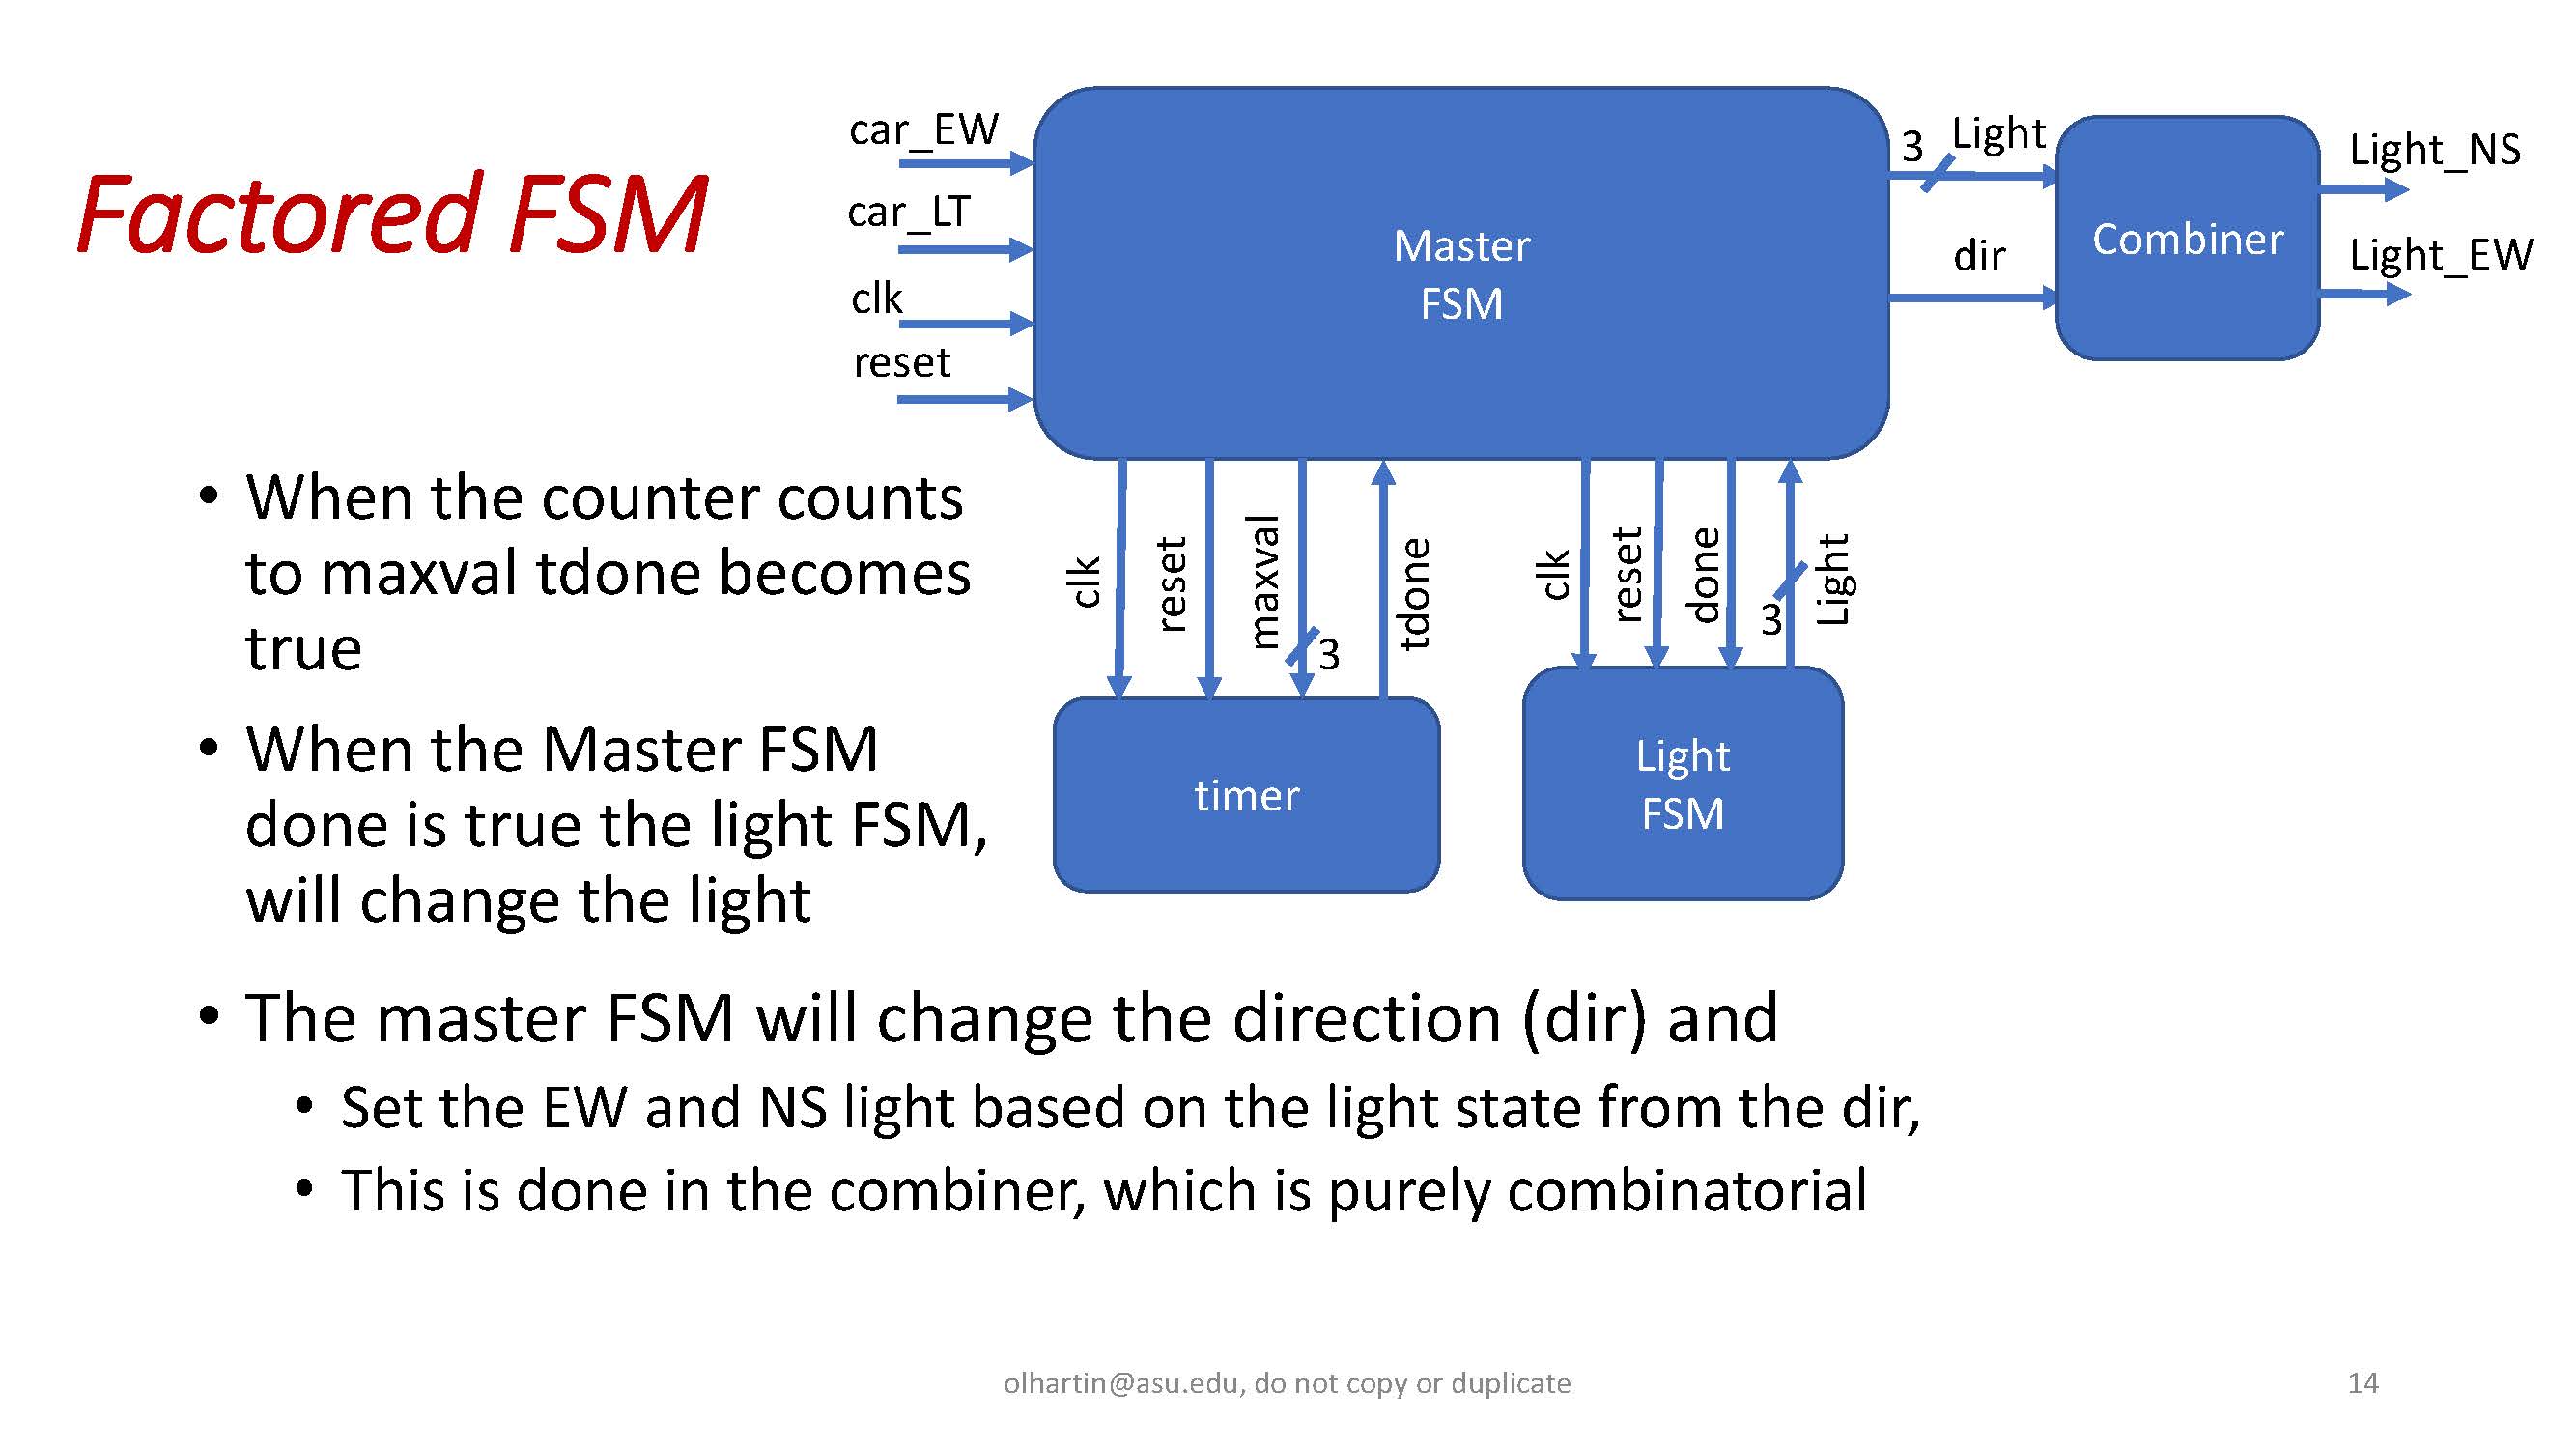 Factored FSM
car_EW
car_LT
clk
reset
Master
FSM
3 Light
dir
Combiner
Light_NS
Light_EW
clk
reset
maxval
3
tdone
clk
reset
done
3
Light
timer
Light
FSM
• When the counter counts
to maxval tdone becomes
true
• When the Master FSM
done is true the light FSM,
will change the light
• The master FSM will change the direction (dir) and
• Set the EW and NS light based on the light state from the dir,
• This is done in the combiner, which is purely combinatorial
olhartin@asu.edu, do not copy or duplicate
14